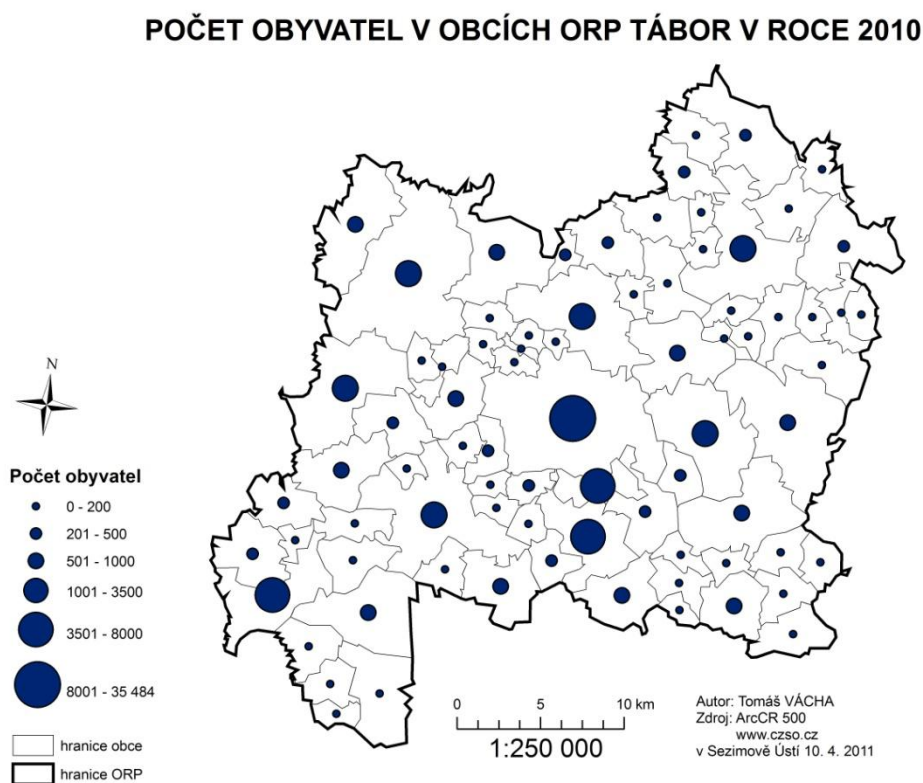 POČET OBYVATEL V OBCÍCH ORP TÁBOR V ROCE 2010
N
Počet obyvatel
0 - 200
201 - 500
501 - 1000
1001 - 3500
3501 - 8000
8001 - 35 484
hranice obce
hranice ORP
0 5 10 km
1:250 000
Autor: Tomáš VÁCHA
Zdroj: ArcCR 500
www.czso.cz
v Sezimově Ústí 10. 4. 2011